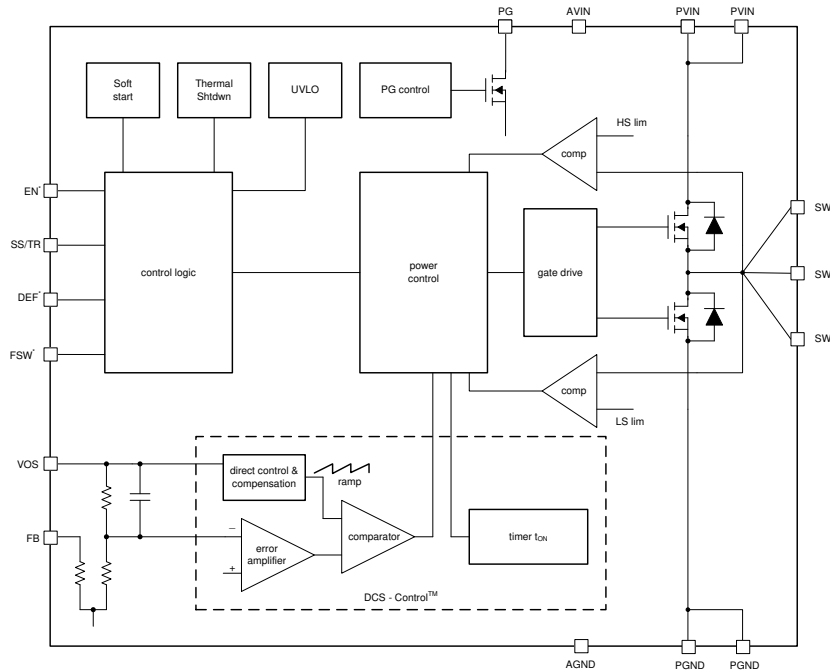 PG
AVIN
PVIN
PVIN
Soft
start
Thermal
Shtdwn
UVLO
PG control
HS lim
comp
EN*
SS/TR
DEF*
FSW*
control logic
power
control
gate drive
SW
SW
SW
comp
LS lim
VOS
FB
direct control &
compensation
ramp
–
error
amplifier
+
comparator
timer tON
DCS - Control™
AGND
PGND
PGND